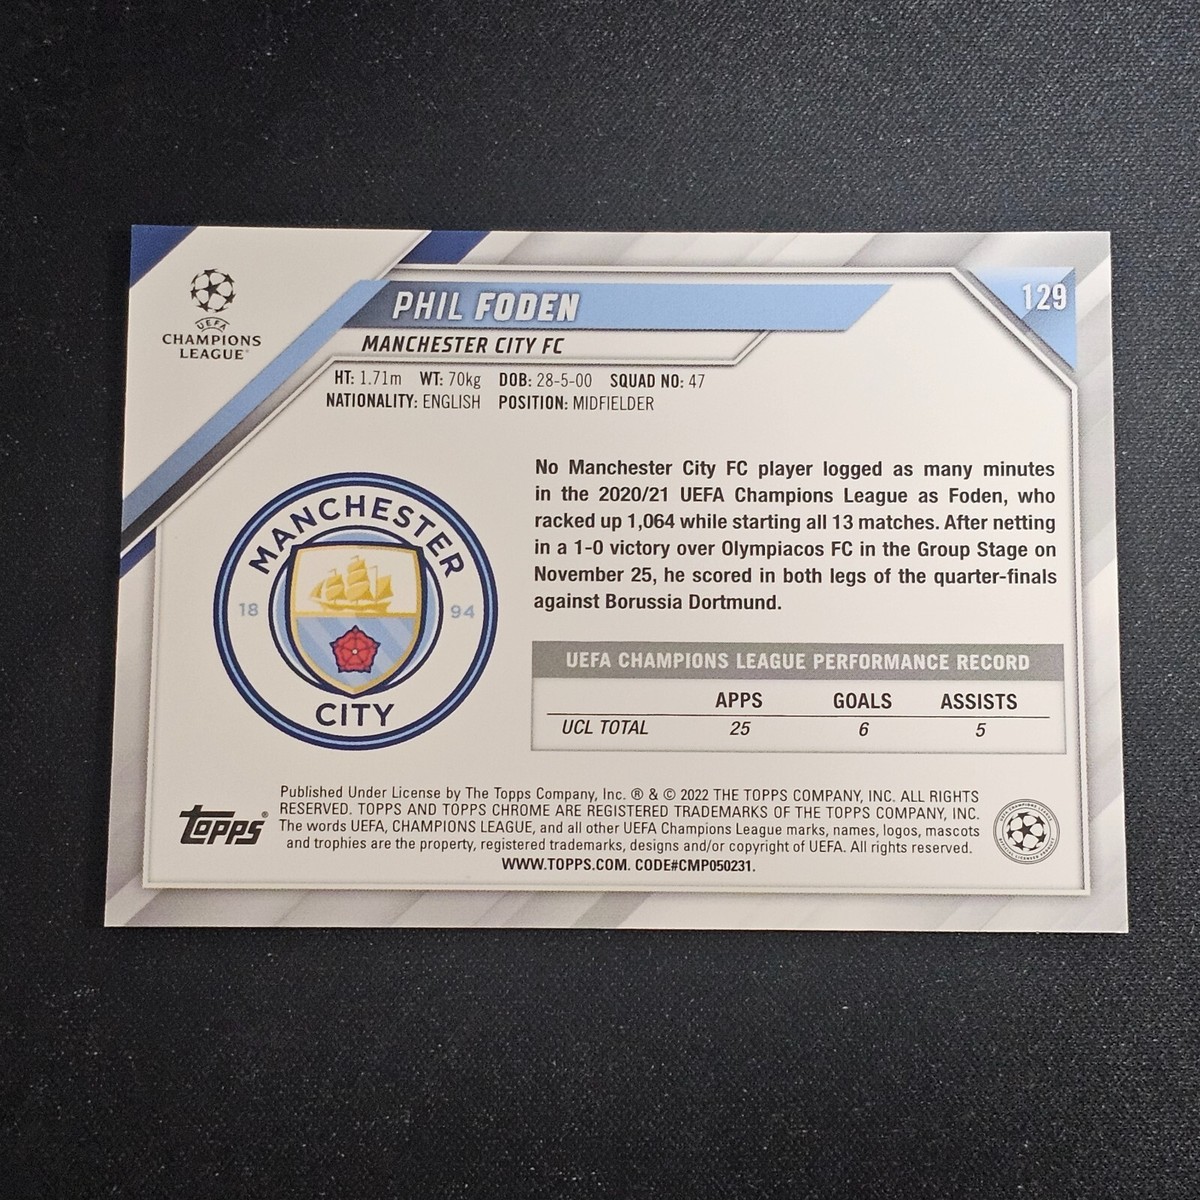 UEFA
CHAMPIONS
LEAGUE®
PHIL FODEN
129
MANCHESTER CITY FC
HT: 1.71m WT: 70kg DOB: 28-5-00 SQUAD NO: 47
NATIONALITY: ENGLISH POSITION: MIDFIELDER
MANCHESTER
18 94
CITY
No Manchester City FC player logged as many minutes
in the 2020/21 UEFA Champions League as Foden, who
racked up 1,064 while starting all 13 matches. After netting
in a 1-0 victory over Olympiacos FC in the Group Stage on
November 25, he scored in both legs of the quarter-finals
against Borussia Dortmund.
UEFA CHAMPIONS LEAGUE PERFORMANCE RECORD
APPS GOALS ASSISTS
UCL TOTAL 25 6 5
Topps®
Published Under License by The Topps Company, Inc. ® & © 2022 THE TOPPS COMPANY, INC. ALL RIGHTS
RESERVED. TOPPS AND TOPPS CHROME ARE REGISTERED TRADEMARKS OF THE TOPPS COMPANY, INC.
The words UEFA, CHAMPIONS LEAGUE, and all other UEFA Champions League marks, names, logos, mascots
and trophies are the property, registered trademarks, designs and/or copyright of UEFA. All rights reserved.
WWW.TOPPS.COM. CODE#CMP050231.